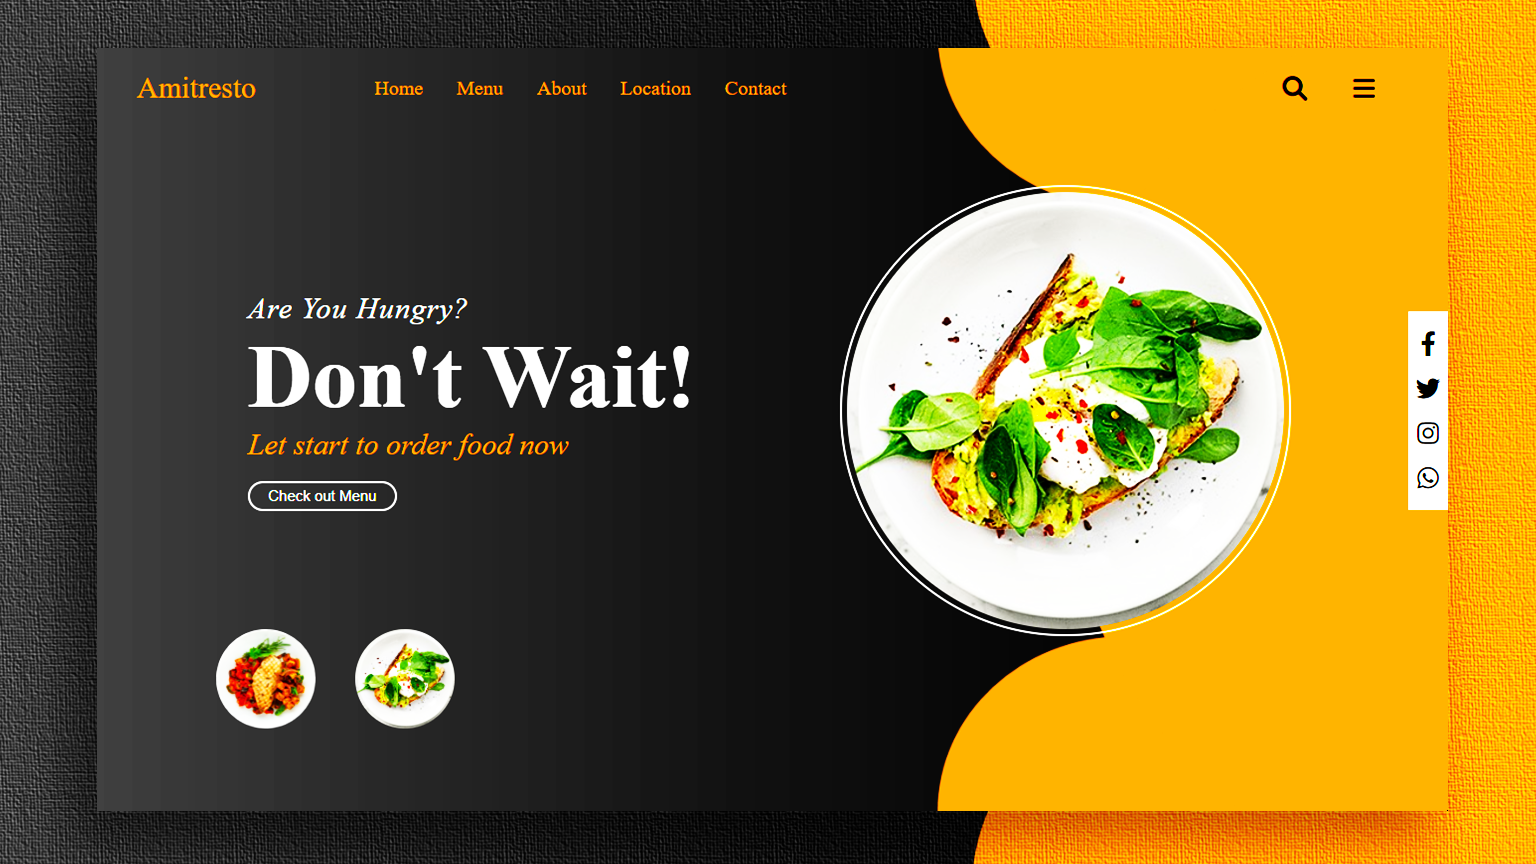 Amitresto
Home Menu About Location Contact
Are You Hungry?
Don't Wait!
Let start to order food now
Check out Menu